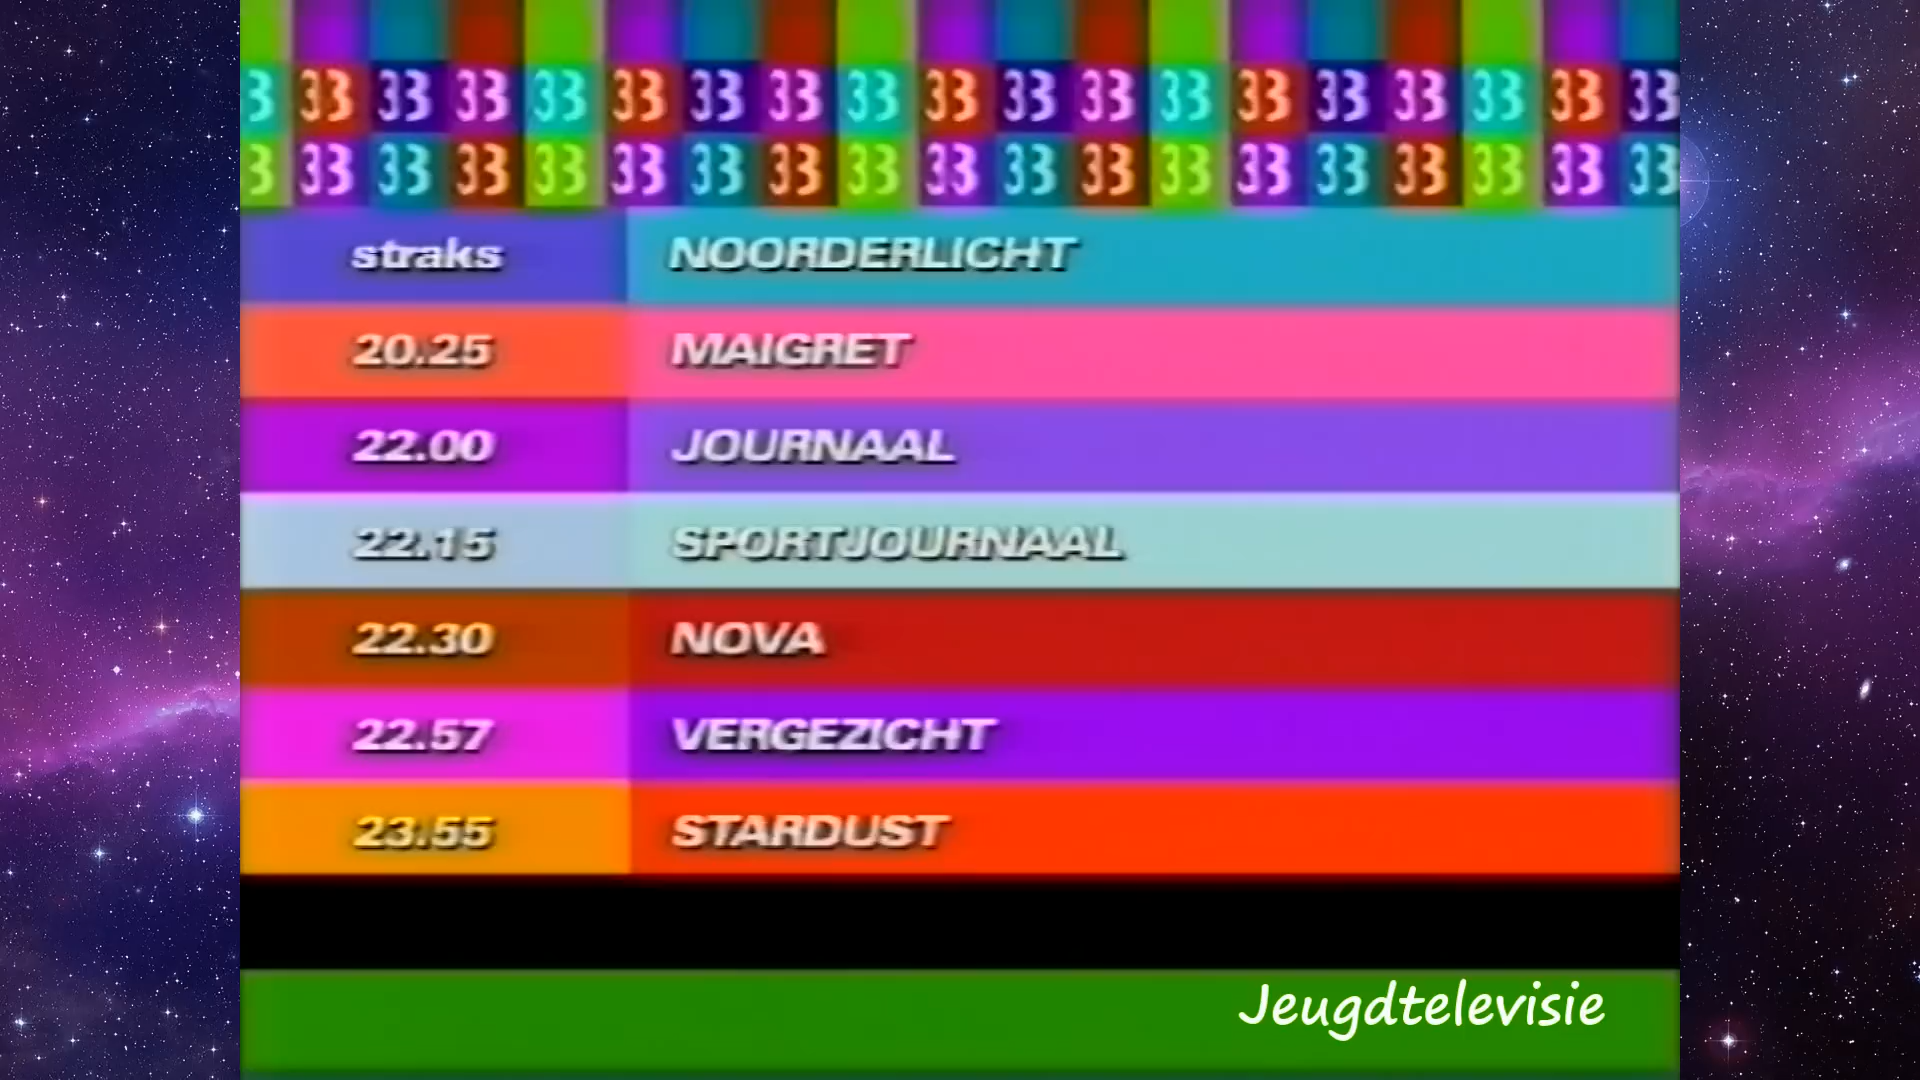 3 33 33 33 33 33 33 33 33 33 33 33 33 33 33 33 33 33 33
3 33 33 33 33 33 33 33 33 33 33 33 33 33 33 33 33 33 33
straks NOORDERLICHT
20.25 MAIGRET
22.00 JOURNAAL
22.15 SPORTJOURNAAL
22.30 NOVA
22.57 VERGEZICHT
23.55 STARDUST
Jeugdtelevisie